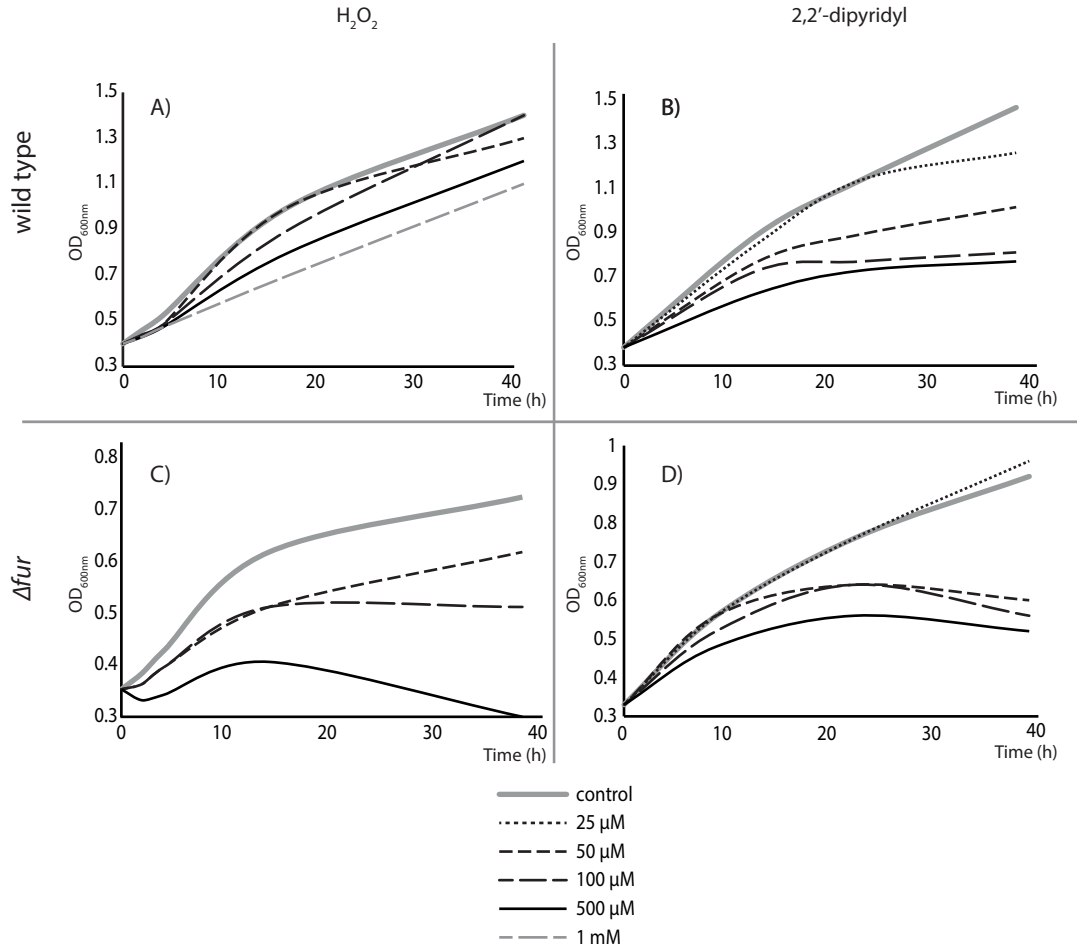 H₂O₂
2,2'-dipyridyl
wild type
A)
1.5
1.3
1.1
0.9
0.7
0.5
0.3
OD600nm
0 10 20 30 40
Time (h)
B)
1.5
1.3
1.1
0.9
0.7
0.5
0.3
OD600nm
0 10 20 30 40
Time (h)
Δfur
C)
0.8
0.7
0.6
0.5
0.4
0.3
OD600nm
0 10 20 30 40
Time (h)
D)
1
0.9
0.8
0.7
0.6
0.5
0.4
0.3
OD600nm
0 10 20 30 40
Time (h)
control
25 µM
50 µM
100 µM
500 µM
1 mM